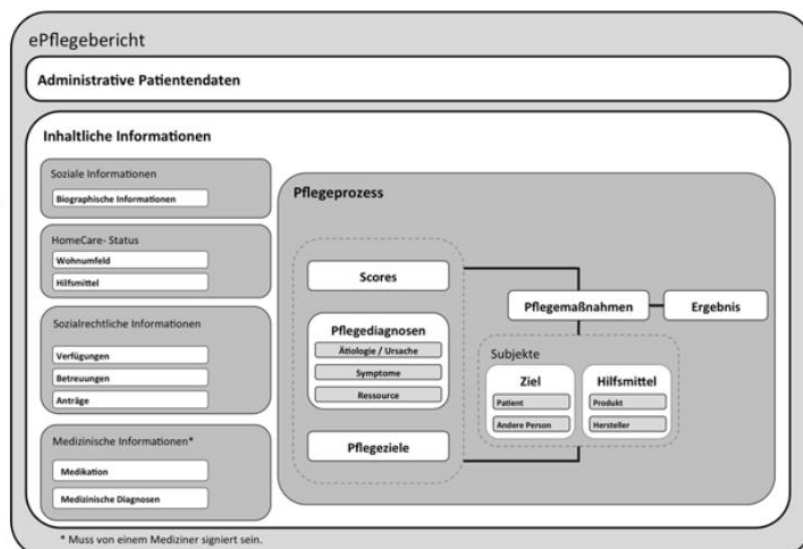 ePflegebericht
Administrative Patientendaten
Inhaltliche Informationen
Soziale Informationen
Biographische Informationen
HomeCare- Status
Wohnumfeld
Hilfsmittel
Sozialrechtliche Informationen
Verfügungen
Betreuungen
Anträge
Medizinische Informationen*
Medikation
Medizinische Diagnosen
Pflegeprozess
Scores
Pflegediagnosen
Ätiologie / Ursache
Symptome
Ressource
Pflegeziele
Pflegemaßnahmen
Ergebnis
Subjekte
Ziel
Patient
Andere Person
Hilfsmittel
Produkt
Hersteller
* Muss von einem Mediziner signiert sein.